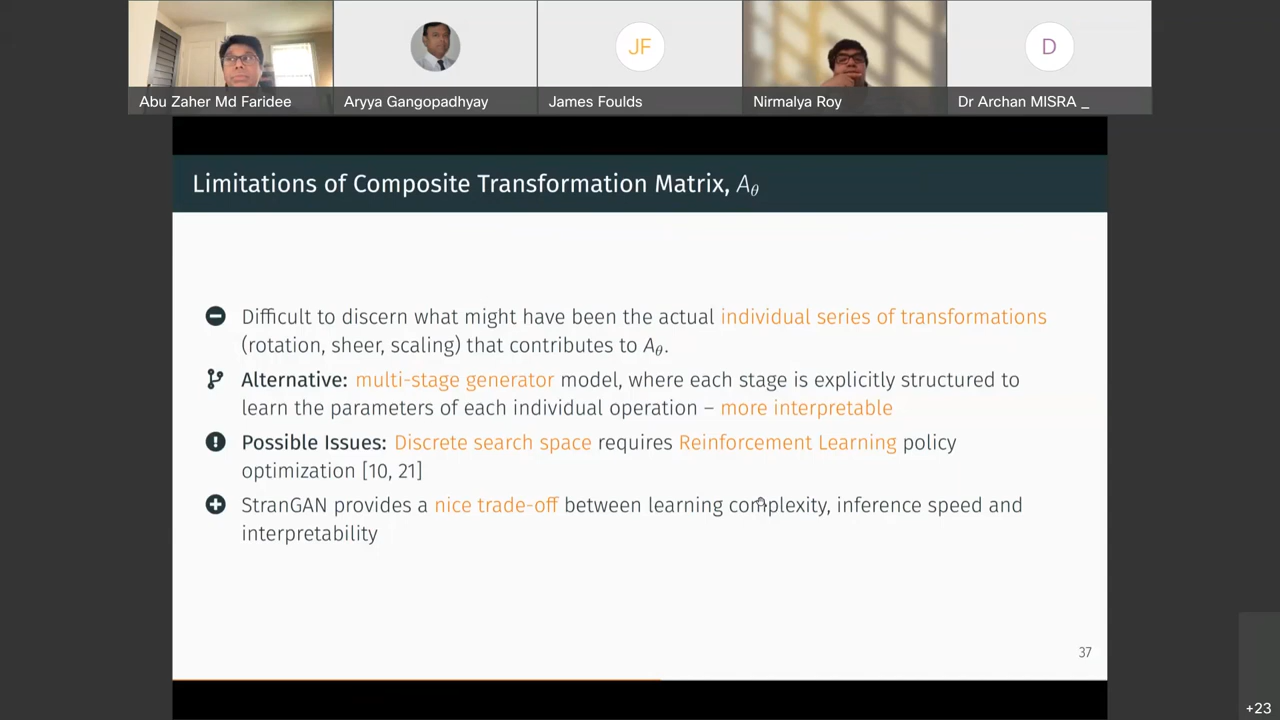 JF
D
Abu Zaher Md Faridee
Aryya Gangopadhyay
James Foulds
Nirmalya Roy
Dr Archan MISRA _
Limitations of Composite Transformation Matrix, Aθ
Difficult to discern what might have been the actual individual series of transformations
(rotation, sheer, scaling) that contributes to Aθ.
Alternative: multi-stage generator model, where each stage is explicitly structured to
learn the parameters of each individual operation – more interpretable
Possible Issues: Discrete search space requires Reinforcement Learning policy
optimization [10, 21]
StranGAN provides a nice trade-off between learning complexity, inference speed and
interpretability
37
+23